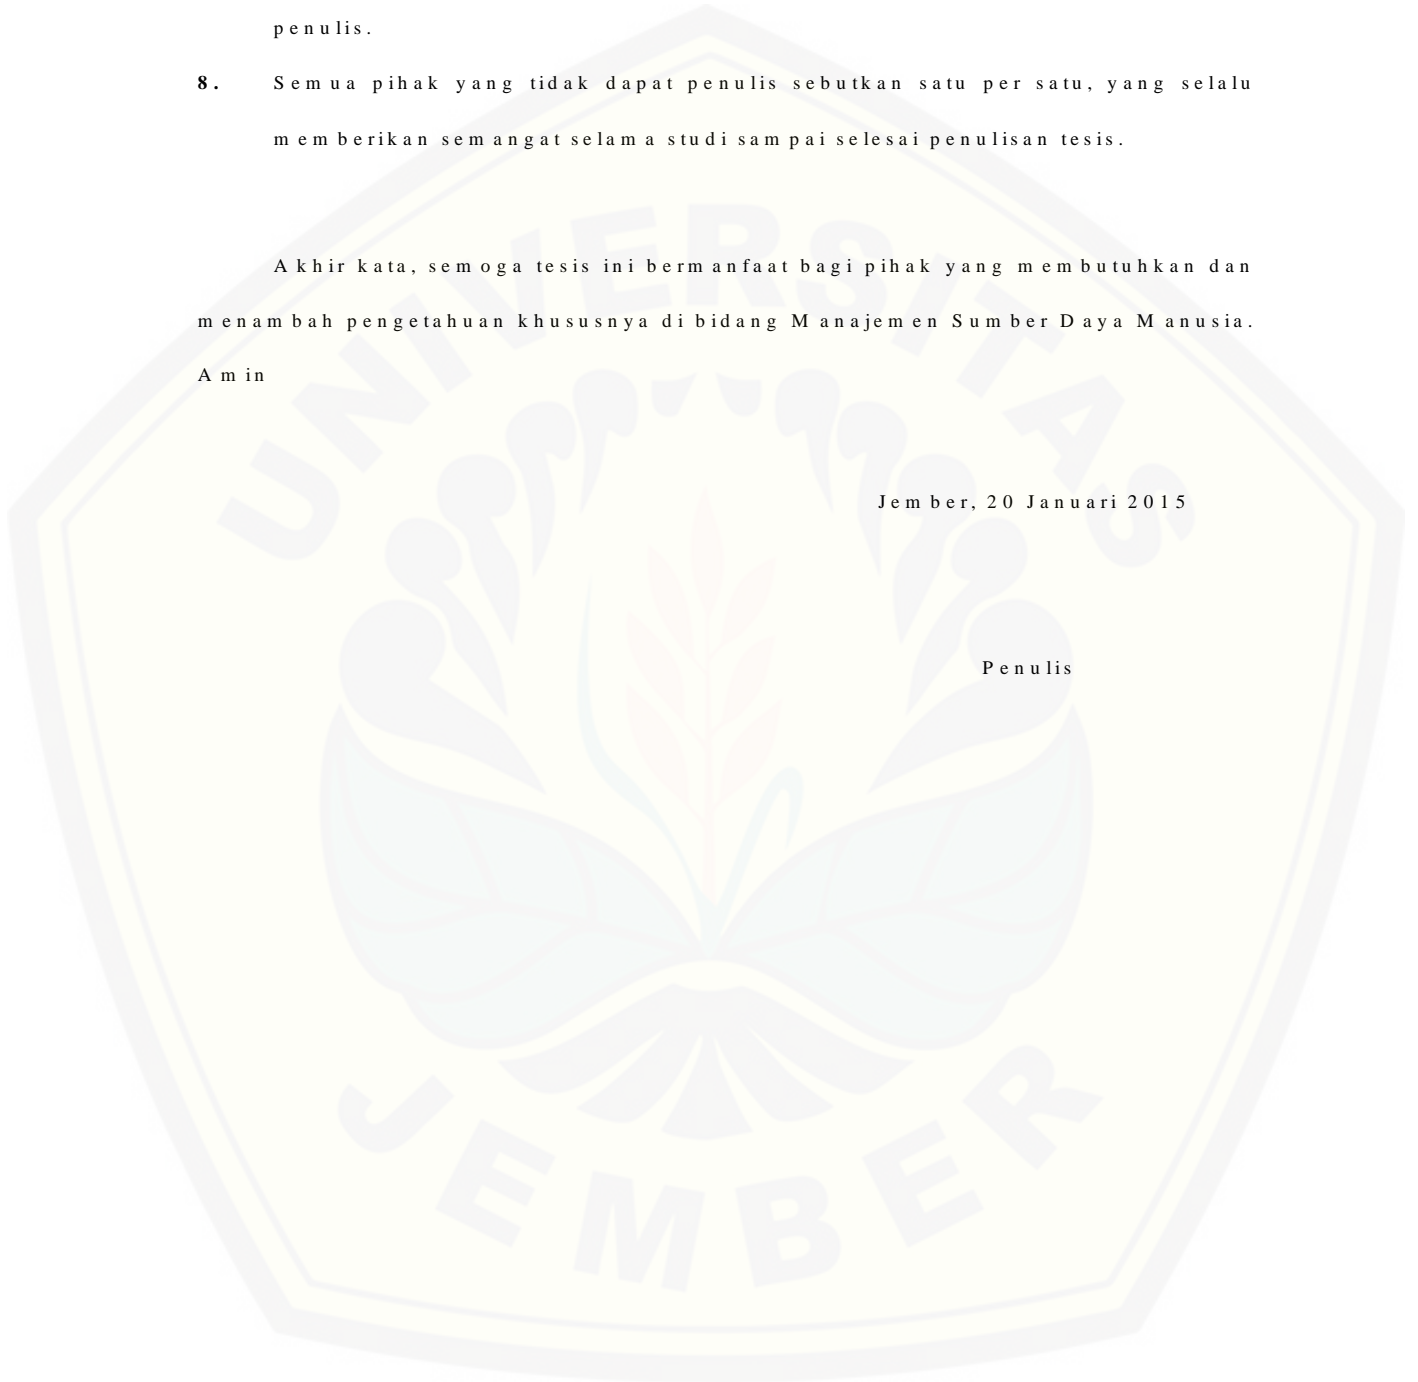 penulis.
8. Semua pihak yang tidak dapat penulis sebutkan satu per satu, yang selalu
memberikan semangat selama studi sampai selesai penulisan tesis.
Akhir kata, semoga tesis ini bermanfaat bagi pihak yang membutuhkan dan
menambah pengetahuan khususnya di bidang Manajemen Sumber Daya Manusia.
Amin
Jember, 20 Januari 2015
Penulis
UNIVERSITAS
JEMBER